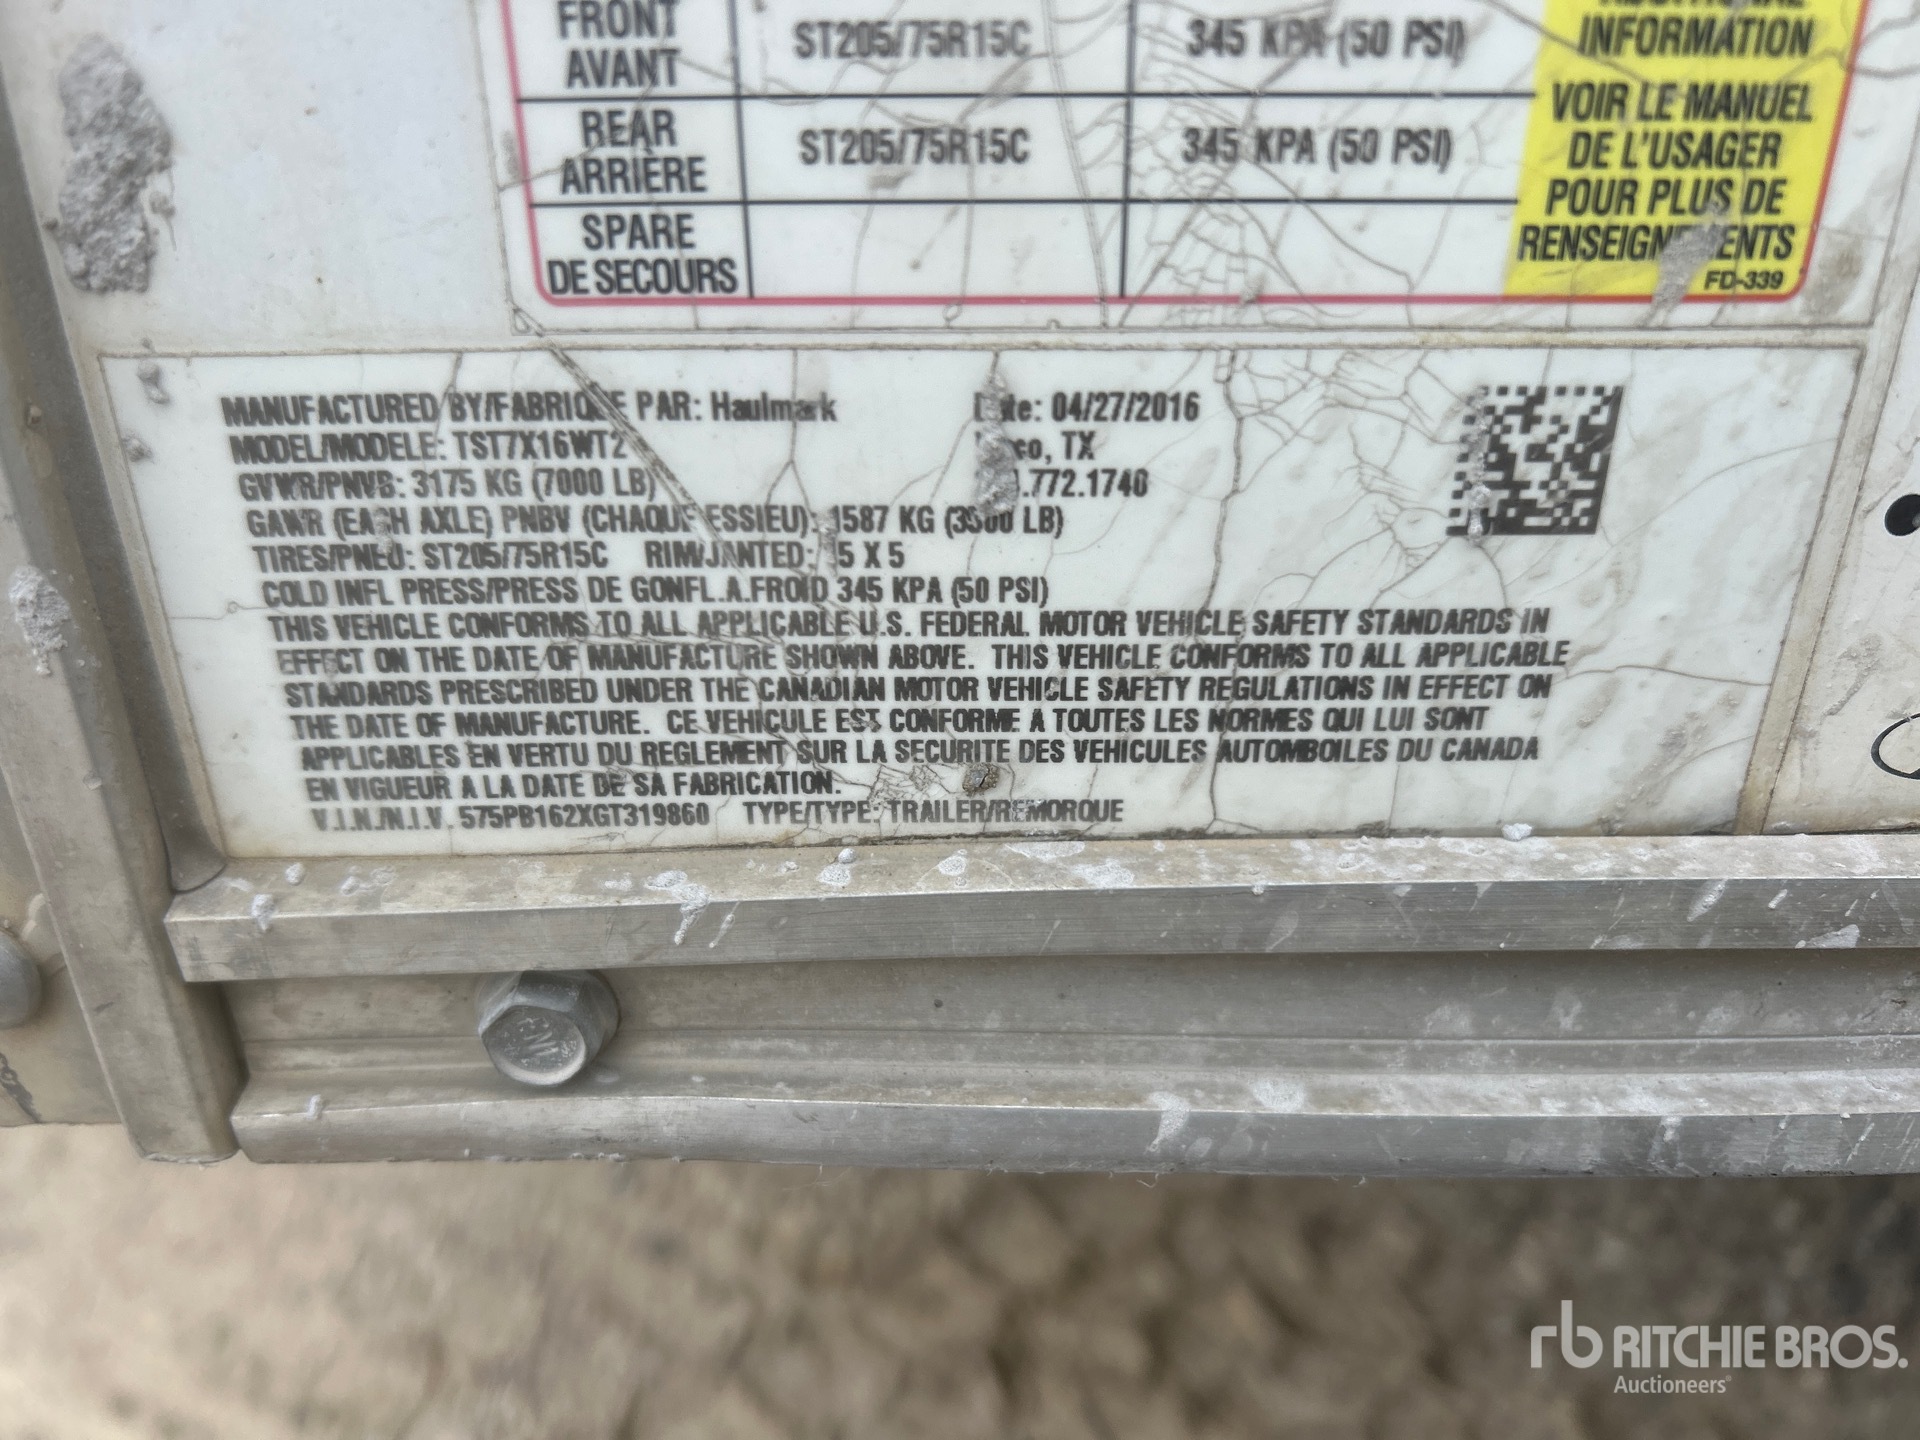 FRONT
AVANT
ST205/75R15C
345 KPA (50 PSI)
INFORMATION
REAR
ARRIÈRE
ST205/75R15C
345 KPA (50 PSI)
VOIR LE MANUEL
DE L'USAGER
POUR PLUS DE
RENSEIGNEMENTS
SPARE
DE SECOURS
FD-339
MANUFACTURED BY/FABRIQUE PAR: Haulmark Date: 04/27/2016
MODEL/MODELE: TST7X16WT2 TX
GVWR/PNVB: 3175 KG (7000 LB) .772.1740
GAWR (EACH AXLE) PNBV (CHAQUE ESSIEU): 1587 KG (3500 LB)
TIRES/PNEU: ST205/75R15C RIM/JANTED: 5 X 5
COLD INFL PRESS/PRESS DE GONFL.A.FROID 345 KPA (50 PSI)
THIS VEHICLE CONFORMS TO ALL APPLICABLE U.S. FEDERAL MOTOR VEHICLE SAFETY STANDARDS IN
EFFECT ON THE DATE OF MANUFACTURE SHOWN ABOVE. THIS VEHICLE CONFORMS TO ALL APPLICABLE
STANDARDS PRESCRIBED UNDER THE CANADIAN MOTOR VEHICLE SAFETY REGULATIONS IN EFFECT ON
THE DATE OF MANUFACTURE. CE VEHICULE EST CONFORME A TOUTES LES NORMES QUI LUI SONT
APPLICABLES EN VERTU DU REGLEMENT SUR LA SECURITE DES VEHICULES AUTOMBOILES DU CANADA
EN VIGUEUR A LA DATE DE SA FABRICATION.
V.I.N./N.I.V. 575PB162XGT319860 TYPE/TYPE: TRAILER/REMORQUE
rb RITCHIE BROS.
Auctioneers